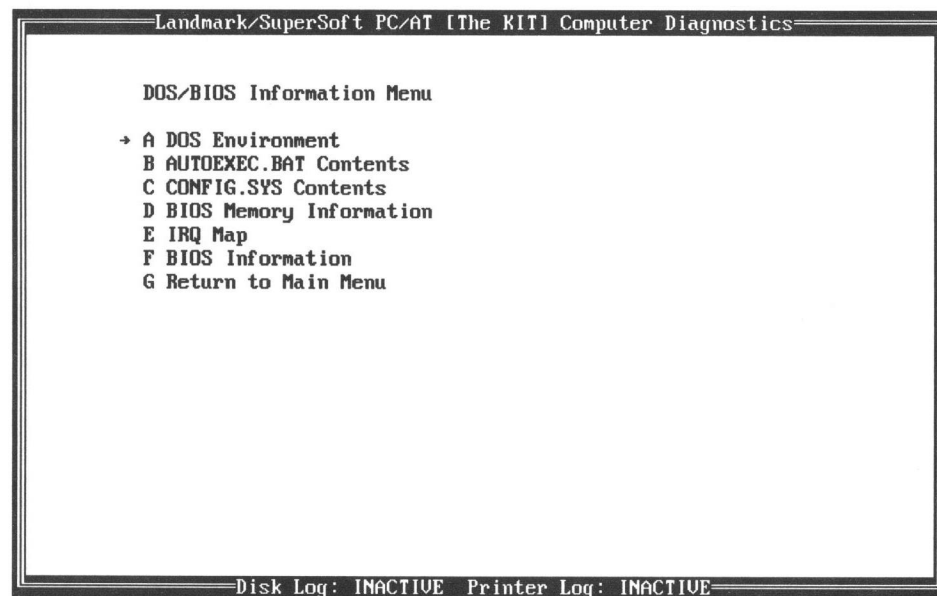 Landmark/SuperSoft PC/AT [The KIT] Computer Diagnostics
DOS/BIOS Information Menu
→ A DOS Environment
B AUTOEXEC.BAT Contents
C CONFIG.SYS Contents
D BIOS Memory Information
E IRQ Map
F BIOS Information
G Return to Main Menu
Disk Log: INACTIVE Printer Log: INACTIVE